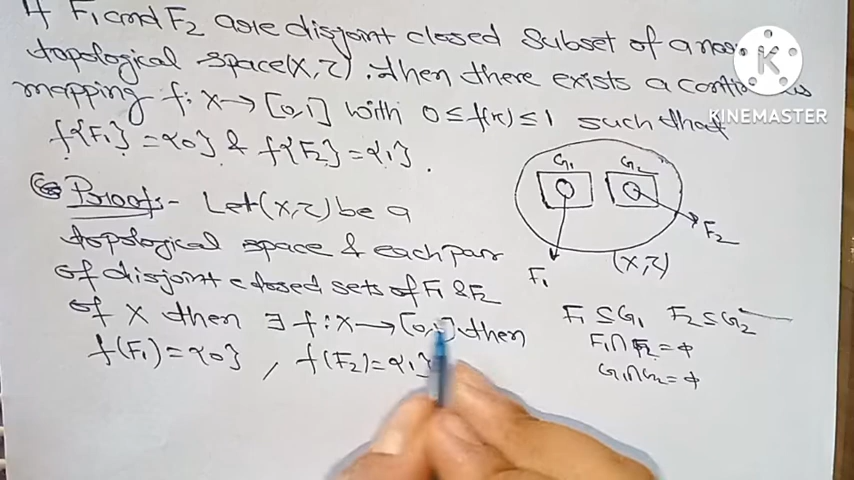 If F₁ and F₂ are disjoint closed subset of a
topological space (X, τ). then there exists a
mapping f: X → [0,1] with 0 ≤ f(x) ≤ 1 such that
f{F₁} = {0} & f{F₂} = {1}.
Proof:- Let (X, τ) be a
topological space & each pair
of disjoint closed sets of F₁ & F₂
of X then ∃ f: X → [0,1] then
f(F₁) = {0}, f(F₂) = {1}
G₁ G₂
F₂
F₁
(X, τ)
F₁ ⊆ G₁ F₂ ⊆ G₂
F₁ ∩ F₂ = ϕ
G₁ ∩ G₂ = ϕ
K
KINEMASTER